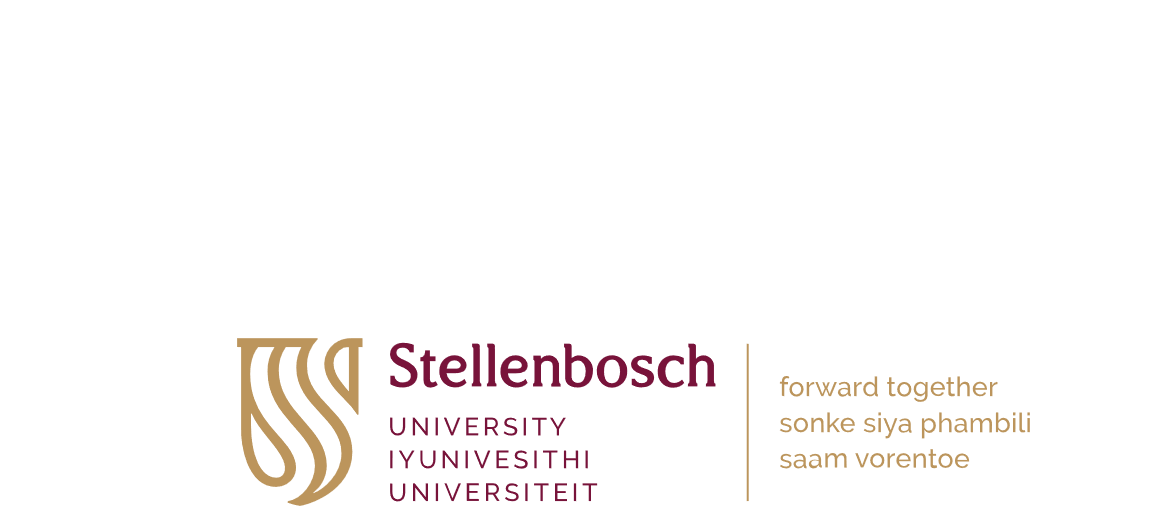 Stellenbosch
UNIVERSITY
IYUNIVESITHI
UNIVERSITEIT
forward together
sonke siya phambili
saam vorentoe